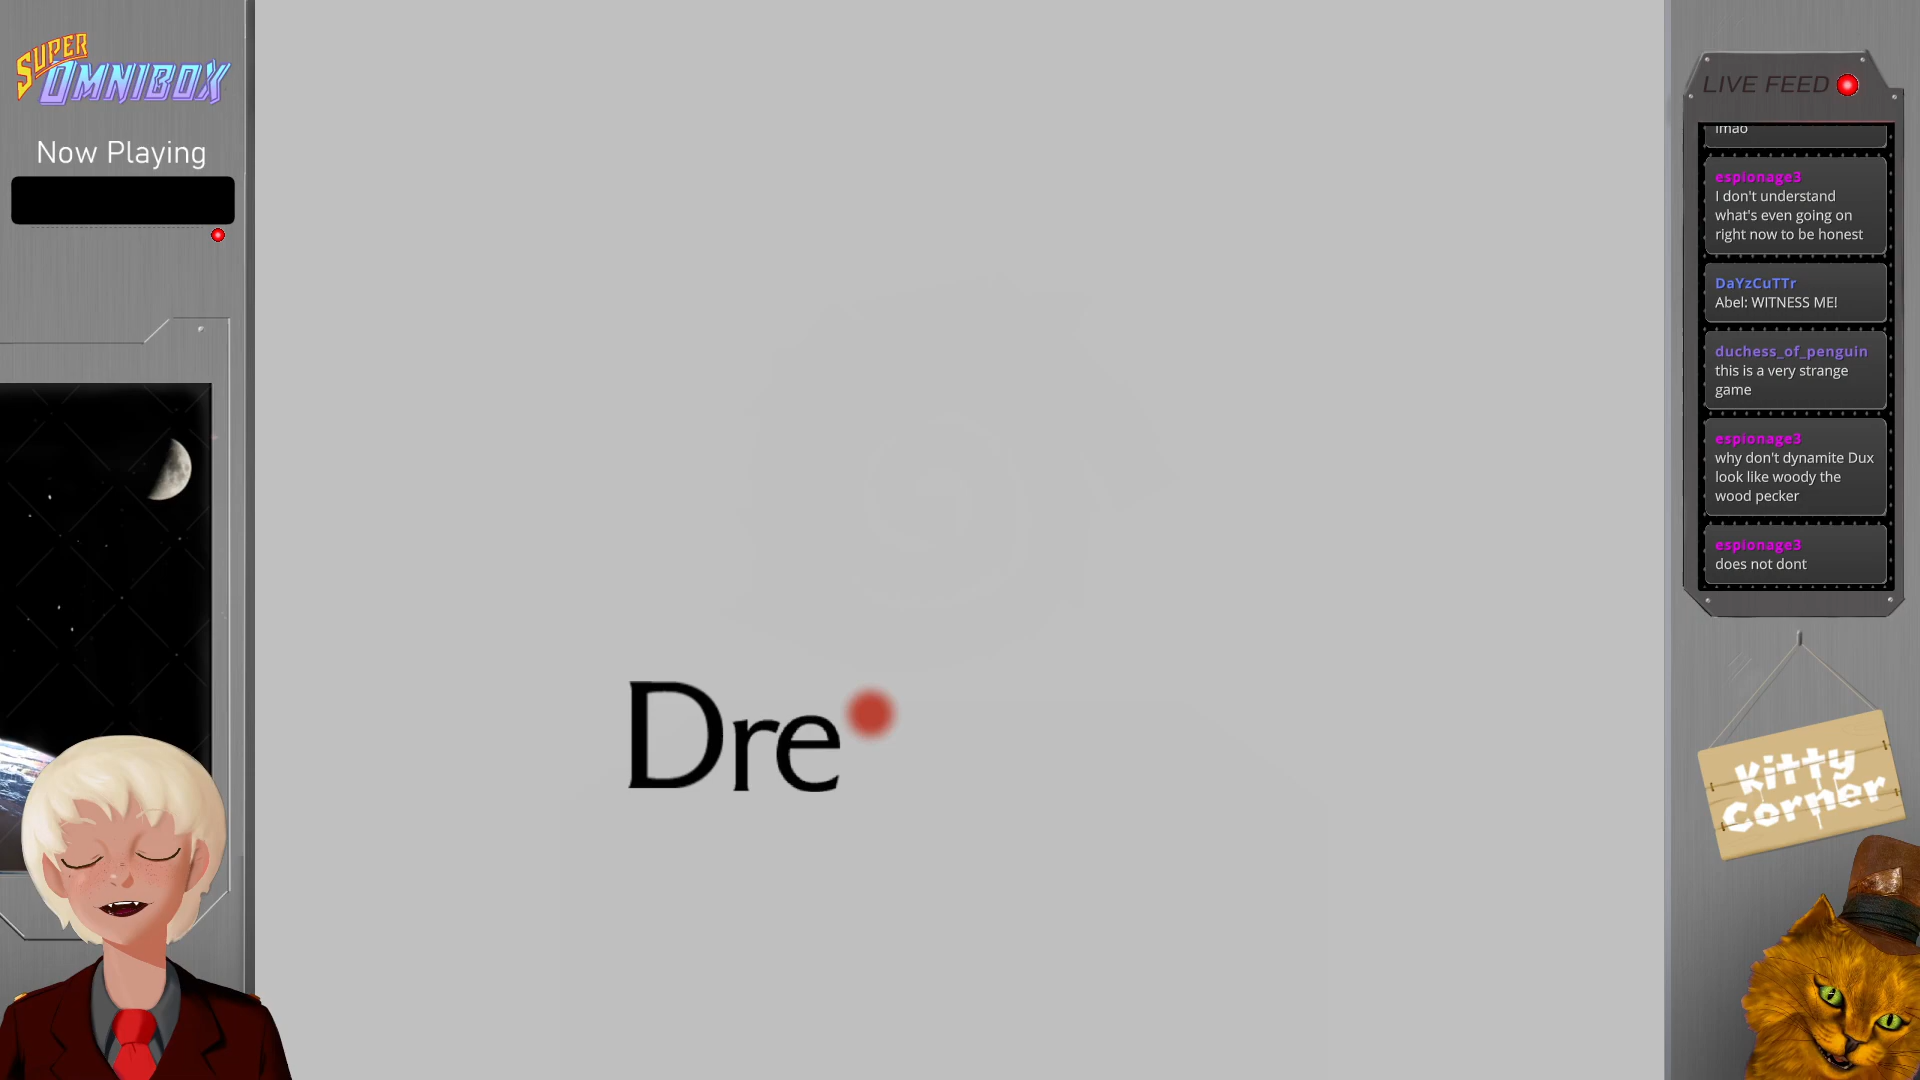 SUPER
OMNIBOX
Now Playing
Dre
LIVE FEED
lmao
espionage3
I don't understand
what's even going on
right now to be honest
DaYzCuTTr
Abel: WITNESS ME!
duchess_of_penguin
this is a very strange
game
espionage3
why don't dynamite Dux
look like woody the
wood pecker
espionage3
does not dont
Kitty
Corner